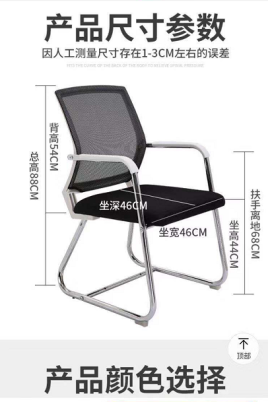 产品尺寸参数
因人工测量尺寸存在1-3CM左右的误差
背高54CM
总高88CM
坐深46CM
坐宽46CM
坐高44CM
扶手离地68CM
顶部
产品颜色选择